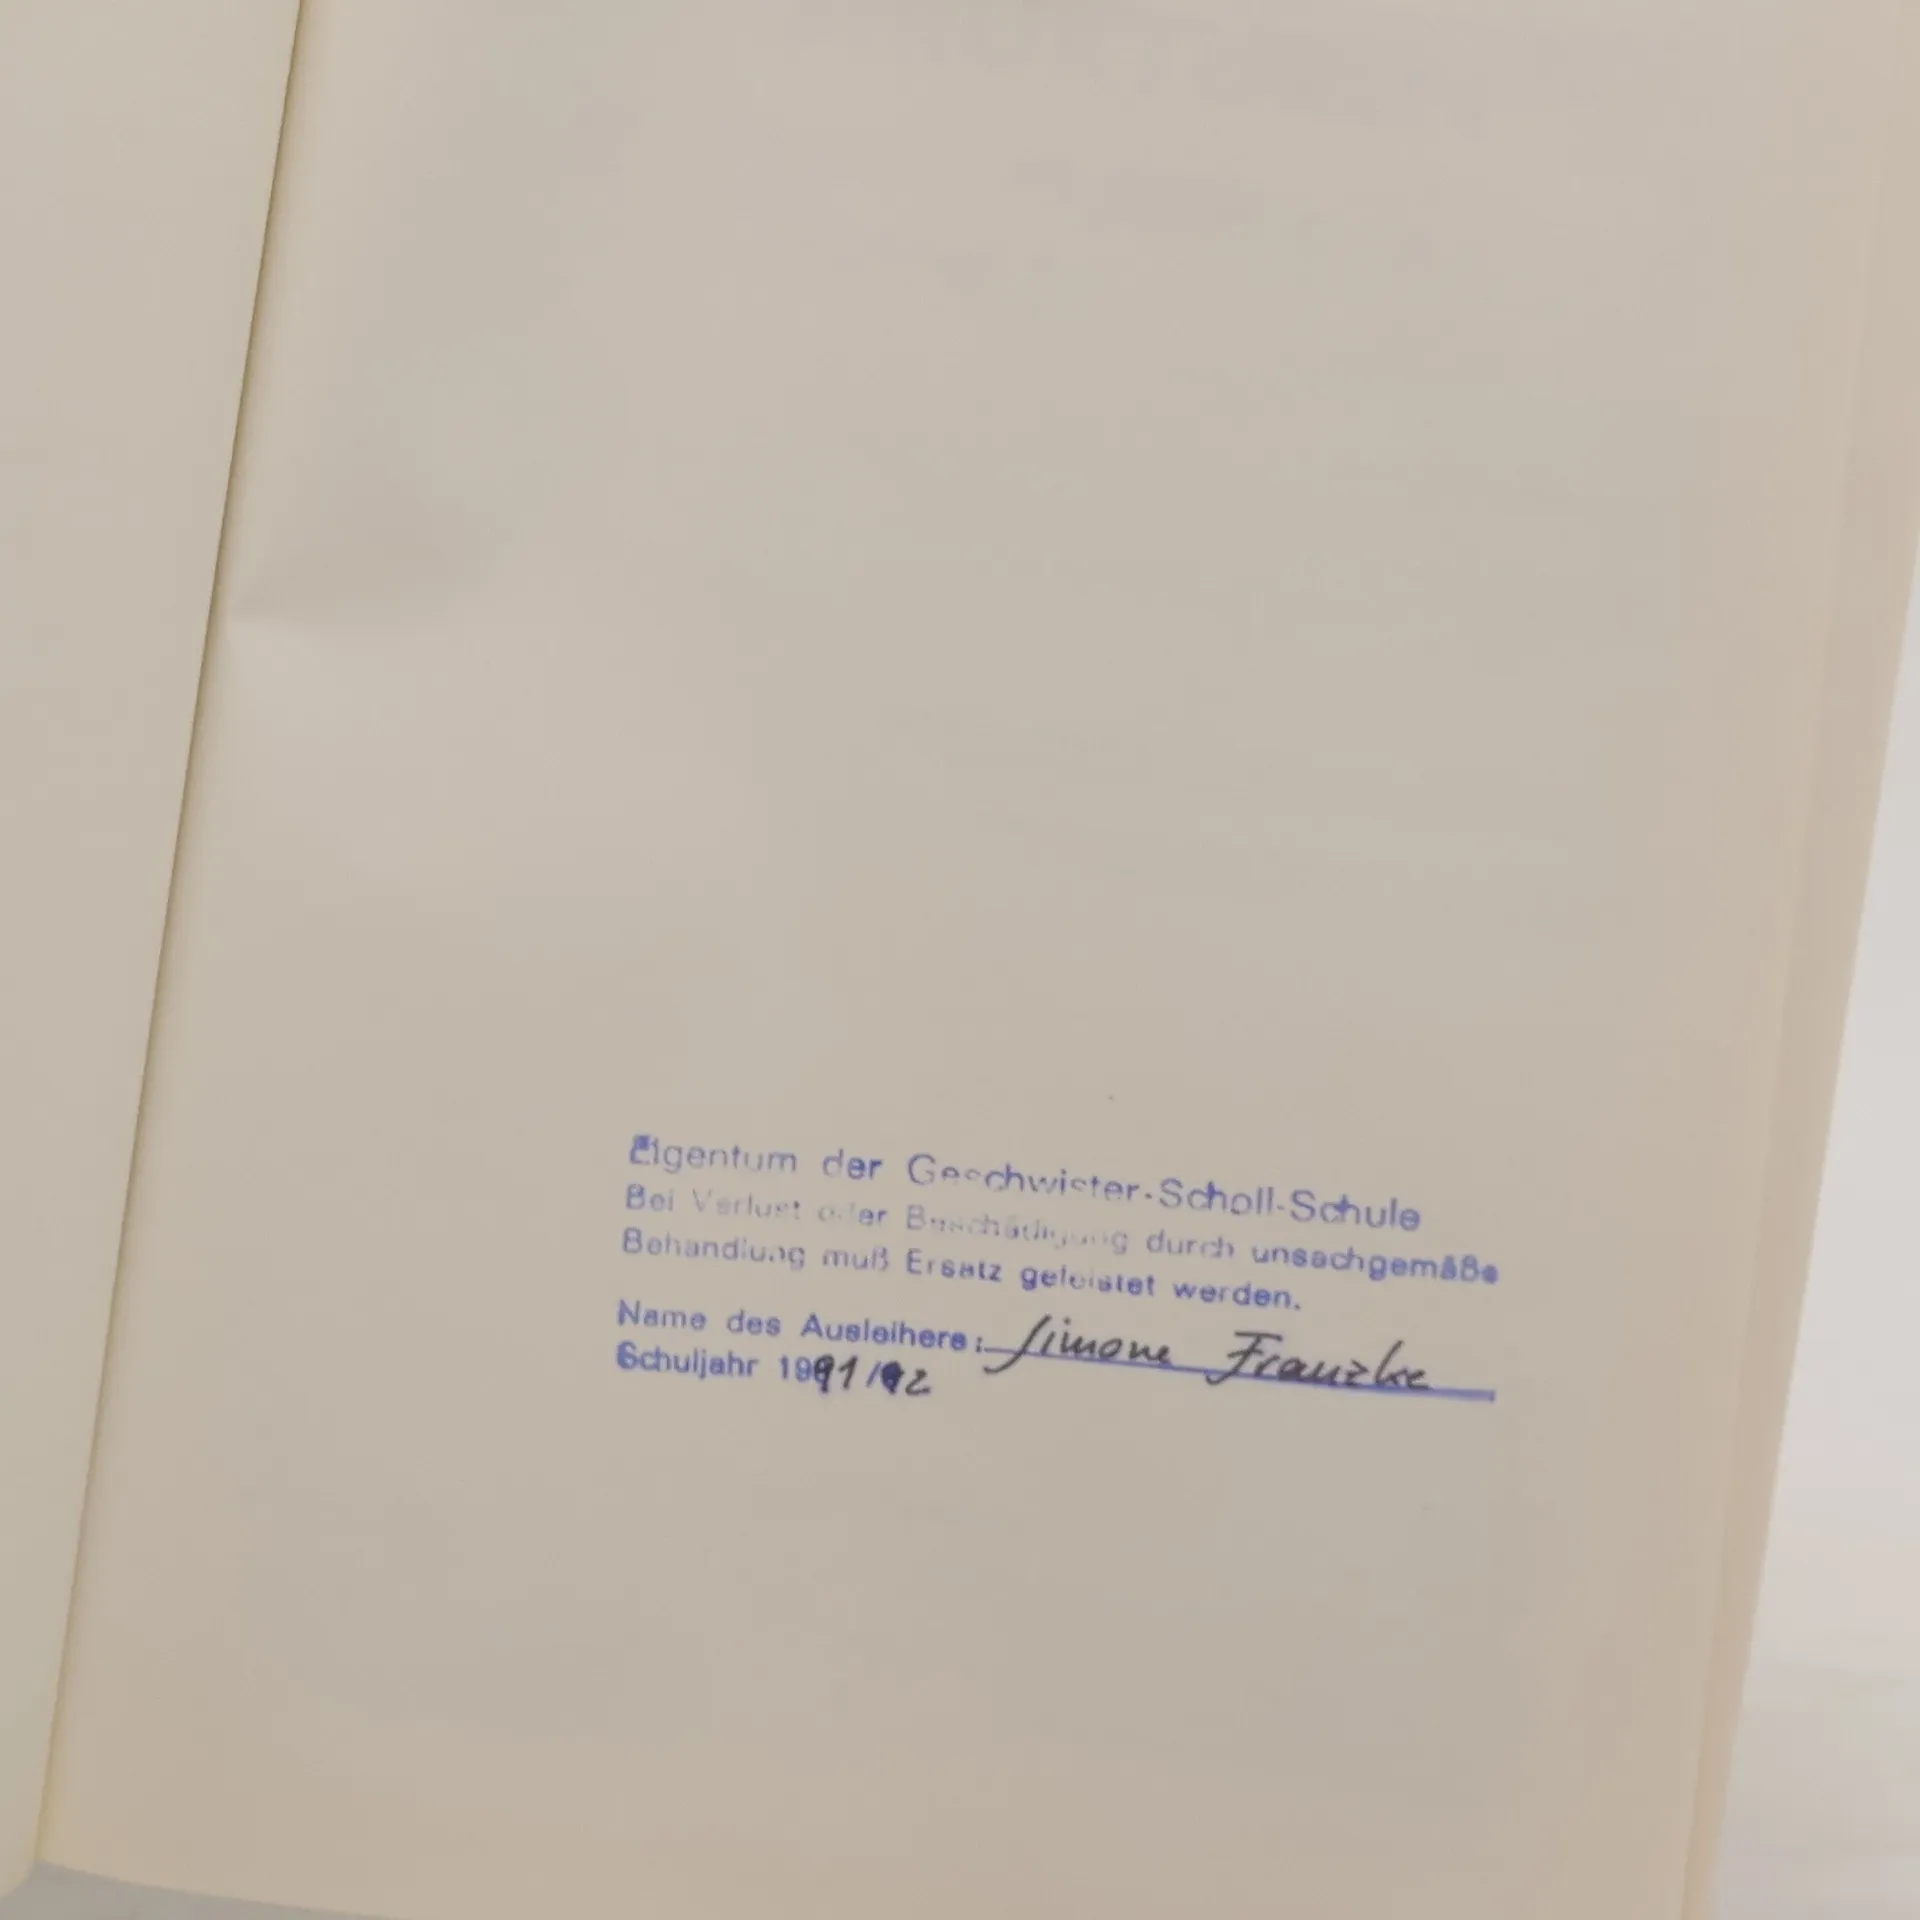 Eigentum der Geschwister-Scholl-Schule
Bei Verlust oder Beschädigung durch unsachgemäße
Behandlung muß Ersatz geleistet werden.
Name des Ausleihers: Simone Franzke
Schuljahr 1991/92